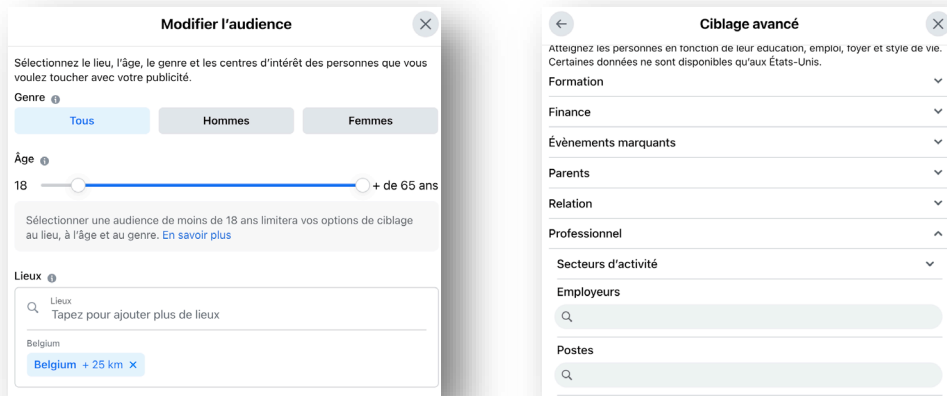 Modifier l'audience
Sélectionnez le lieu, l'âge, le genre et les centres d'intérêt des personnes que vous
voulez toucher avec votre publicité.
Genre
Tous Hommes Femmes
Âge
18 + de 65 ans
Sélectionner une audience de moins de 18 ans limitera vos options de ciblage
au lieu, à l'âge et au genre. En savoir plus
Lieux
Lieux
Tapez pour ajouter plus de lieux
Belgium
Belgium + 25 km ×
Ciblage avancé
Atteignez les personnes en fonction de leur éducation, emploi, foyer et style de vie.
Certaines données ne sont disponibles qu'aux États-Unis.
Formation
Finance
Évènements marquants
Parents
Relation
Professionnel
Secteurs d'activité
Employeurs
Postes